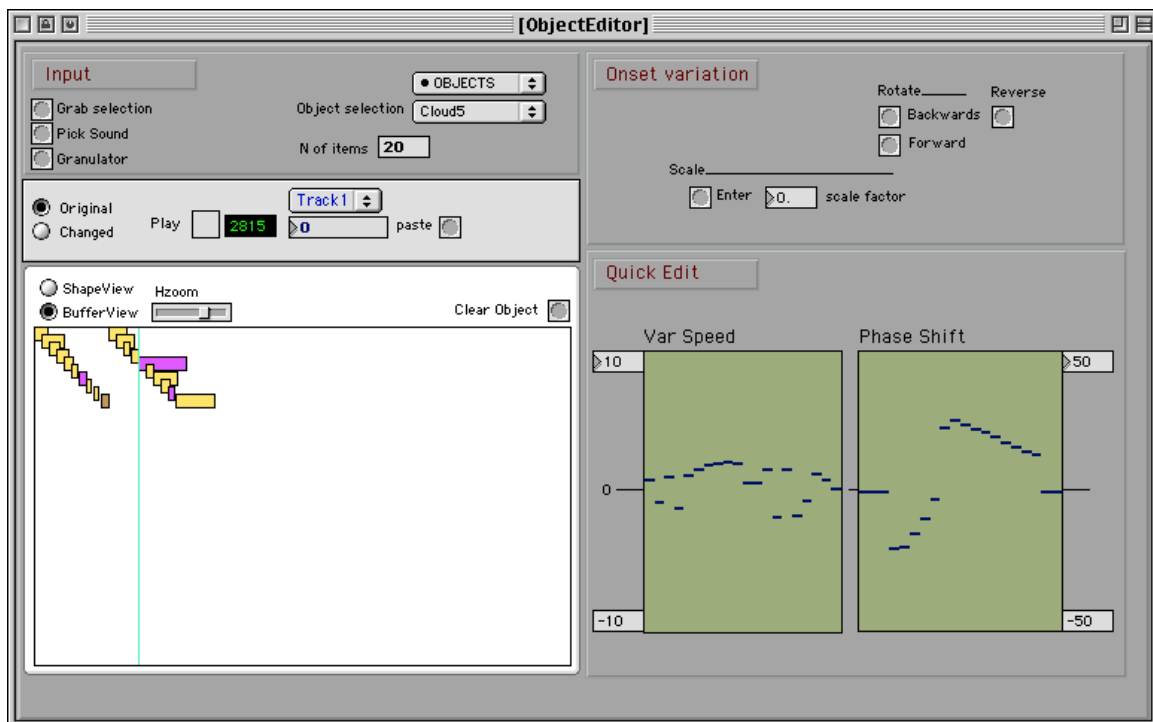 [ObjectEditor]
Input
● OBJECTS
Grab selection
Object selection
Cloud5
Pick Sound
N of items
20
Granulator
Original
Changed
Play
2815
Track1
0
paste
ShapeView
BufferView
Hzoom
Clear Object
Onset variation
Rotate
Reverse
Backwards
Forward
Scale
Enter
0.
scale factor
Quick Edit
Var Speed
Phase Shift
10
50
0
-10
-50